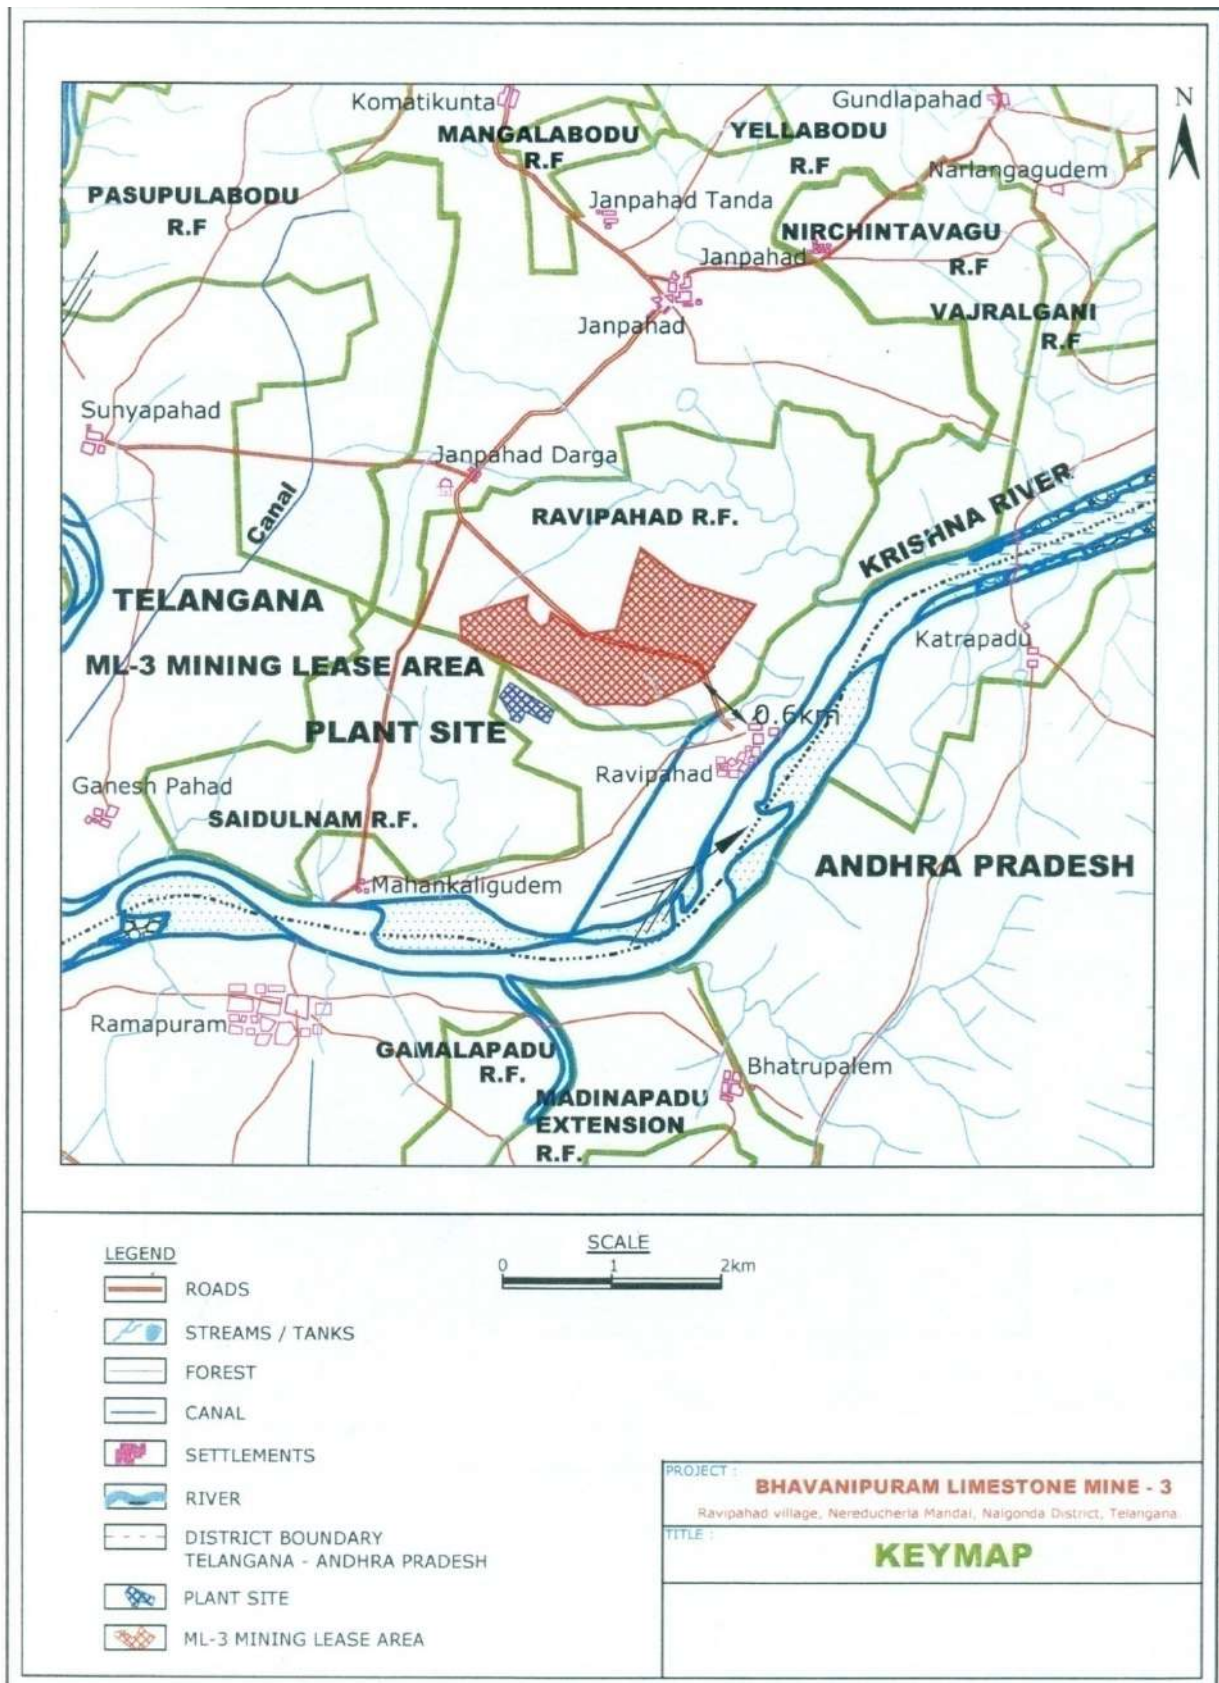 N
Komatikunta
Gundlapahad
MANGALABODU
R.F
YELLABODU
R.F
Narlangagudem
PASUPULABODU
R.F
Janpahad Tanda
NIRCHINTAVAGU
R.F
Janpahad
VAJRALGANI
R.F
Janpahad
Sunyapahad
Janpahad Darga
Canal
RAVIPAHAD R.F.
KRISHNA RIVER
TELANGANA
Katrapadu
ML-3 MINING LEASE AREA
PLANT SITE
0.6km
Ravipahad
Ganesh Pahad
SAIDULNAM R.F.
ANDHRA PRADESH
Mahankaligudem
Ramapuram
GAMALAPADU
R.F.
Bhatrupalem
MADINAPADU
EXTENSION
R.F.
LEGEND
ROADS
STREAMS / TANKS
FOREST
CANAL
SETTLEMENTS
RIVER
DISTRICT BOUNDARY
TELANGANA - ANDHRA PRADESH
PLANT SITE
ML-3 MINING LEASE AREA
SCALE
0 1 2km
PROJECT :
BHAVANIPURAM LIMESTONE MINE - 3
Ravipahad village, Nereducherla Mandal, Nalgonda District, Telangana.
TITLE :
KEYMAP